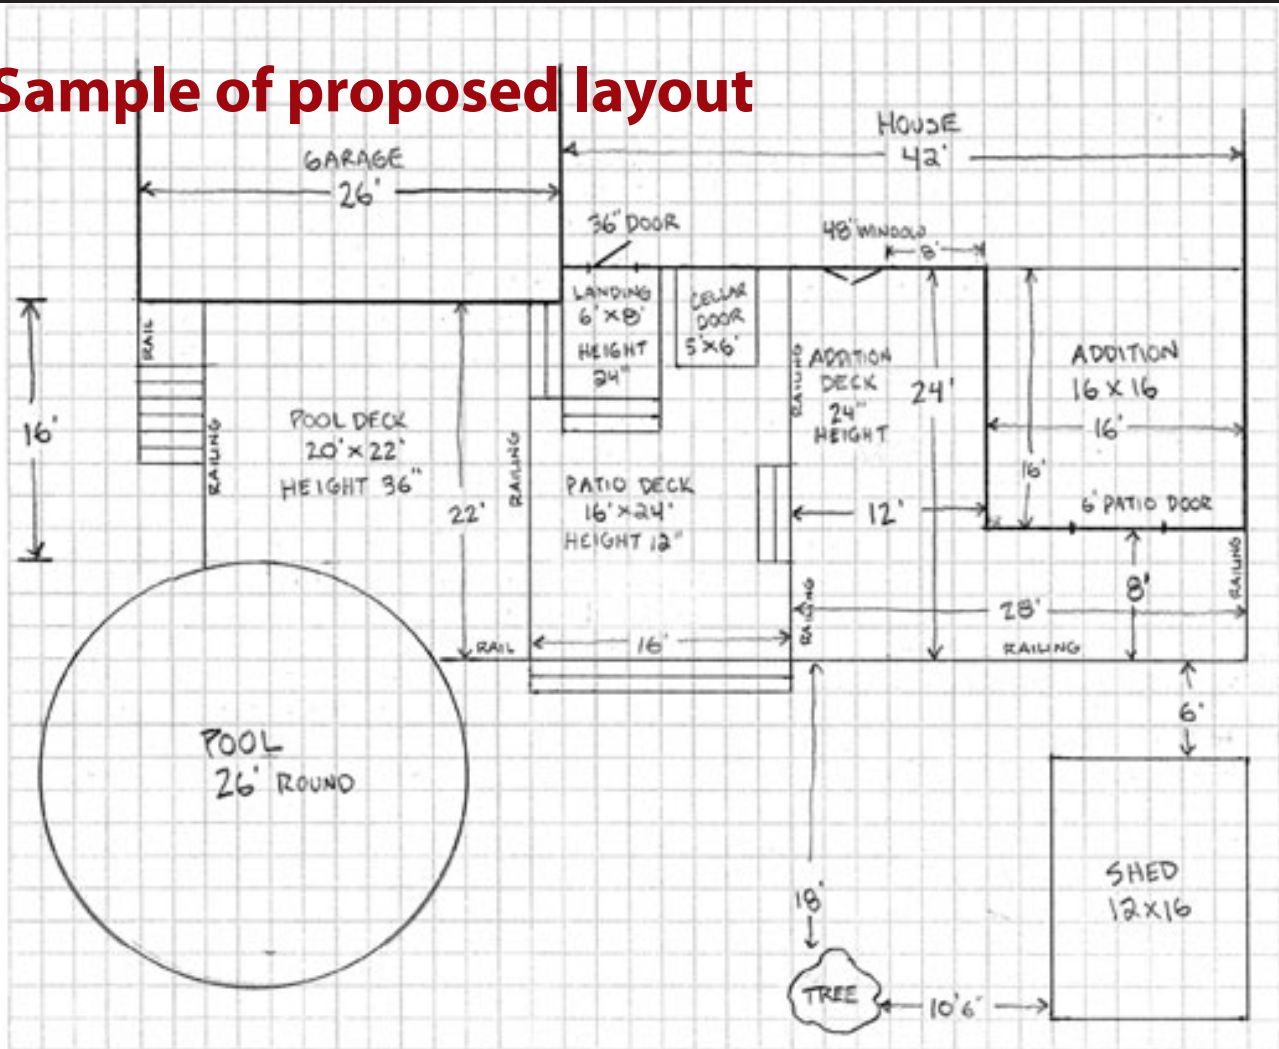 Sample of proposed layout
HOUSE
42'
GARAGE
26'
36" DOOR
48" WINDOW
8'
LANDING
6' X 8'
HEIGHT
24"
CELLAR
DOOR
5'X6'
RAIL
16'
RAILING
POOL DECK
20' X 22'
HEIGHT 36"
22'
RAILING
PATIO DECK
16' X 24'
HEIGHT 12"
RAILING
ADDITION
DECK
24"
HEIGHT
24'
12'
ADDITION
16 X 16
16'
16'
6' PATIO DOOR
RAILING
8'
28'
RAILING
RAILING
RAIL
16'
6'
POOL
26' ROUND
SHED
12X16
18'
TREE
10'6"